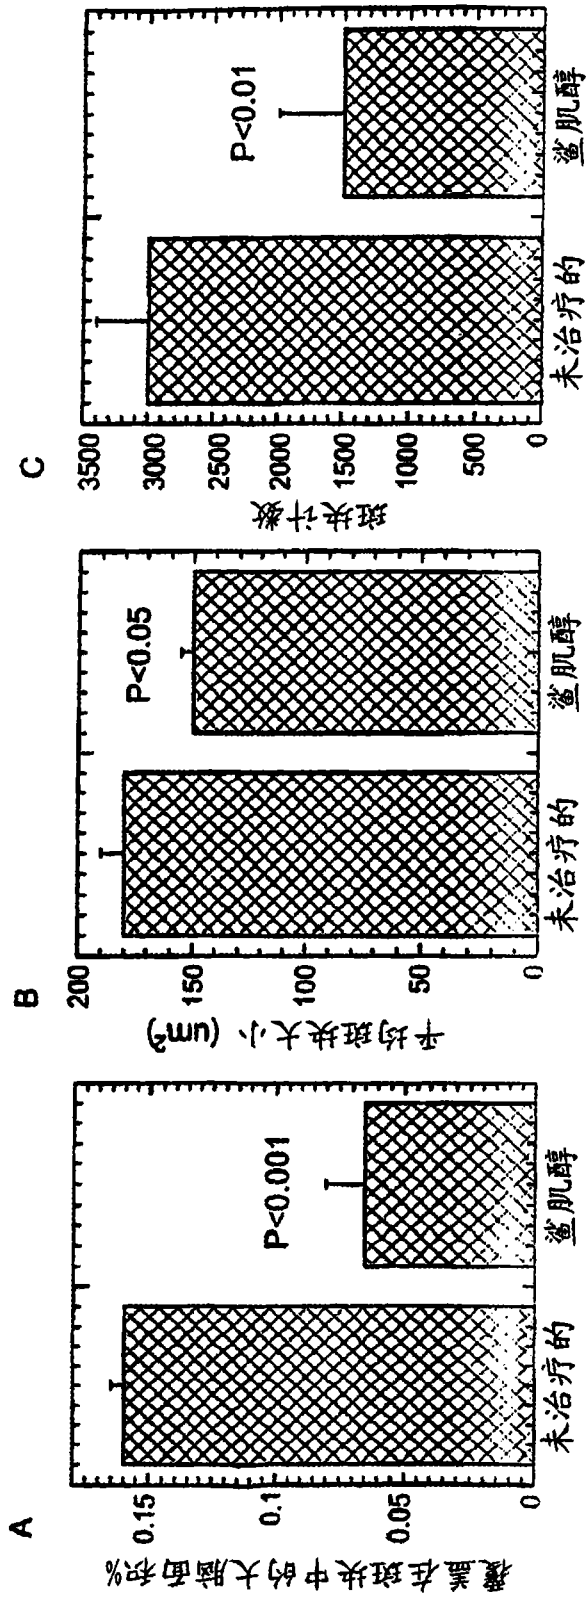 A
覆盖在斑块中的大脑面积%
0.15
0.1
0.05
0
P<0.001
未治疗的
鲨肌醇
B
平均斑块大小 (um²)
200
150
100
50
0
P<0.05
未治疗的
鲨肌醇
C
斑块计数
3500
3000
2500
2000
1500
1000
500
0
P<0.01
未治疗的
鲨肌醇